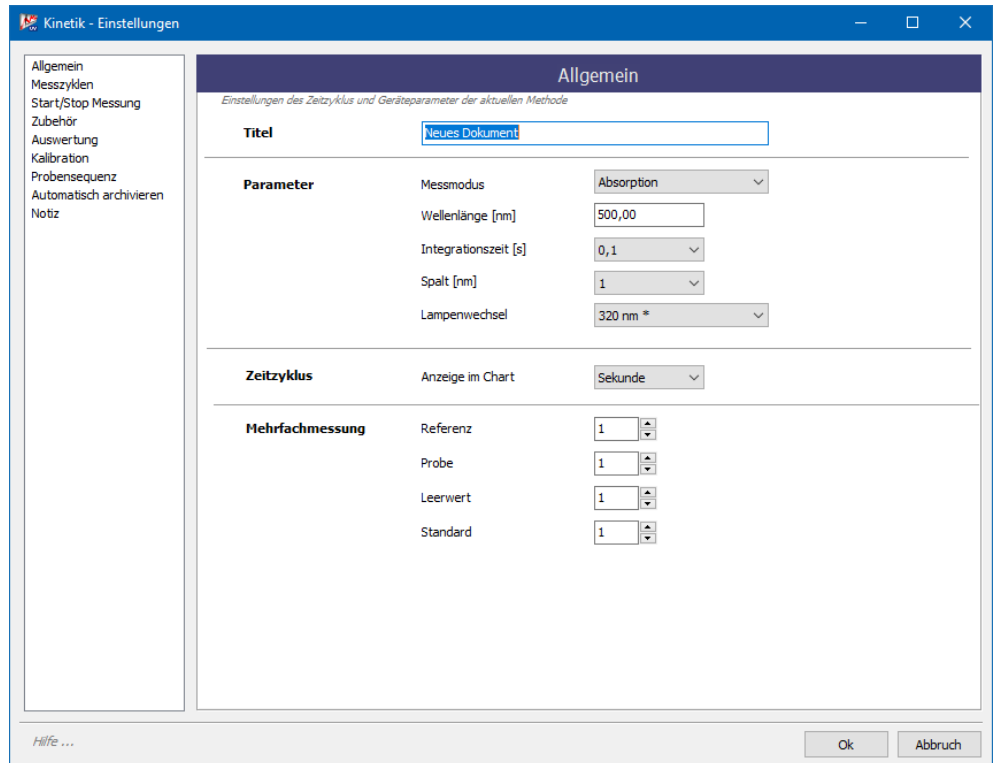 Kinetik - Einstellungen
Allgemein
Messzyklen
Start/Stop Messung
Zubehör
Auswertung
Kalibration
Probensequenz
Automatisch archivieren
Notiz
Allgemein
Einstellungen des Zeitzyklus und Geräteparameter der aktuellen Methode
Titel Neues Dokument
Parameter Messmodus Absorption
Wellenlänge [nm] 500,00
Integrationszeit [s] 0,1
Spalt [nm] 1
Lampenwechsel 320 nm *
Zeitzyklus Anzeige im Chart Sekunde
Mehrfachmessung Referenz 1
Probe 1
Leerwert 1
Standard 1
Hilfe ...
Ok Abbruch